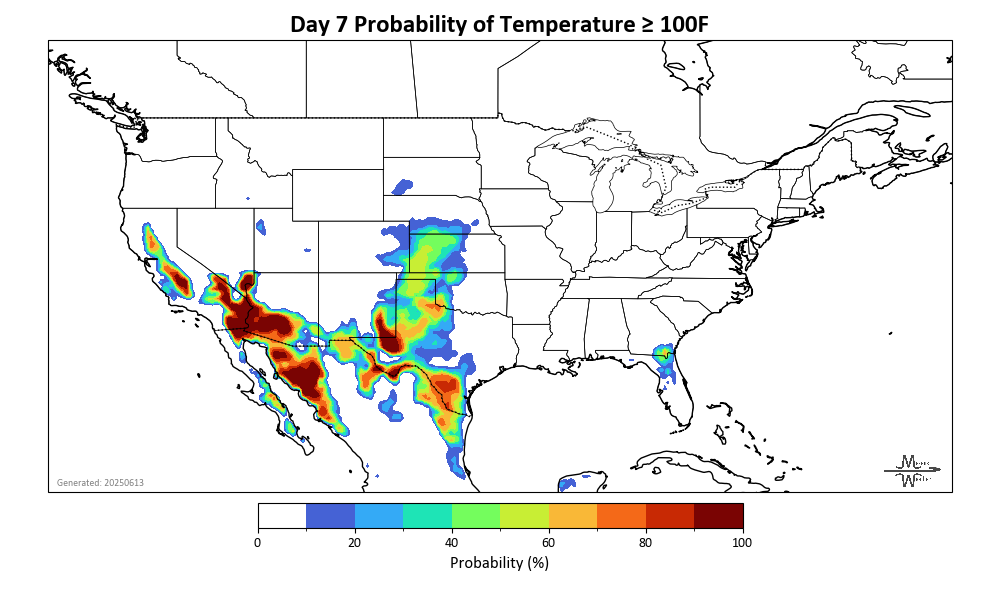 Day 7 Probability of Temperature ≥ 100F
Generated: 20250613
0 20 40 60 80 100
Probability (%)